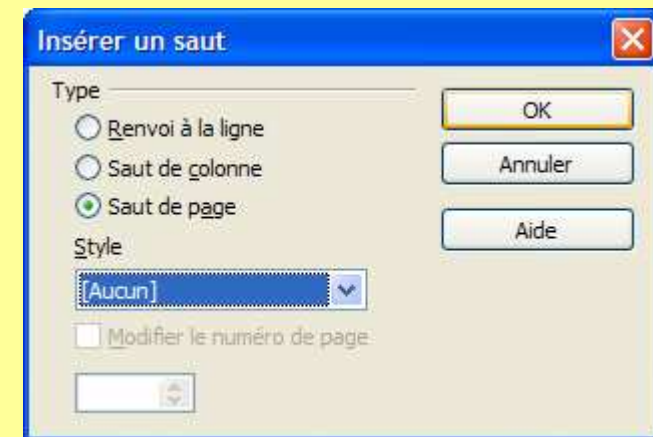 Insérer un saut
Type
Renvoi à la ligne
Saut de colonne
Saut de page
Style
[Aucun]
Modifier le numéro de page
OK
Annuler
Aide